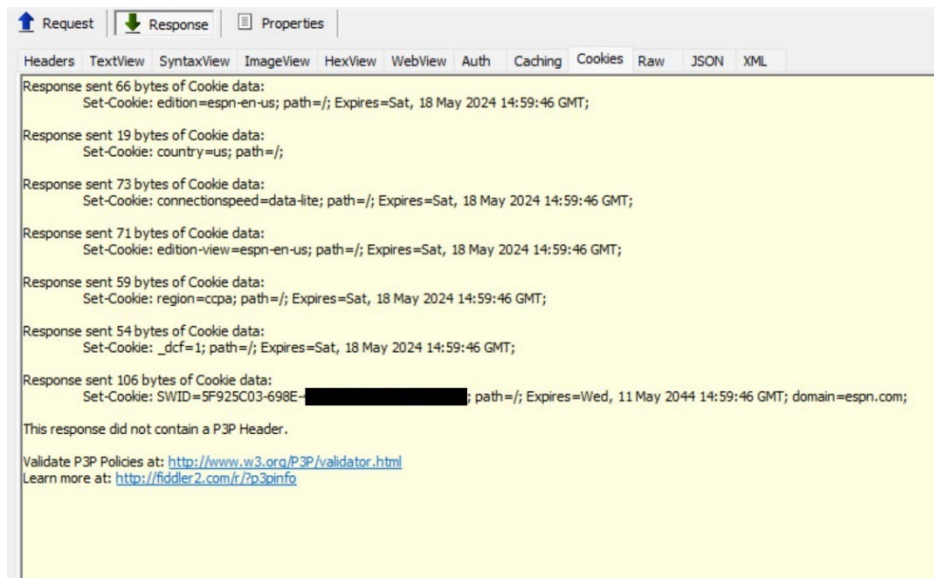 Request Response Properties
Headers TextView SyntaxView ImageView HexView WebView Auth Caching Cookies Raw JSON XML
Response sent 66 bytes of Cookie data:
Set-Cookie: edition=espn-en-us; path=/; Expires=Sat, 18 May 2024 14:59:46 GMT;
Response sent 19 bytes of Cookie data:
Set-Cookie: country=us; path=/;
Response sent 73 bytes of Cookie data:
Set-Cookie: connectionspeed=data-lite; path=/; Expires=Sat, 18 May 2024 14:59:46 GMT;
Response sent 71 bytes of Cookie data:
Set-Cookie: edition-view=espn-en-us; path=/; Expires=Sat, 18 May 2024 14:59:46 GMT;
Response sent 59 bytes of Cookie data:
Set-Cookie: region=ccpa; path=/; Expires=Sat, 18 May 2024 14:59:46 GMT;
Response sent 54 bytes of Cookie data:
Set-Cookie: _dcf=1; path=/; Expires=Sat, 18 May 2024 14:59:46 GMT;
Response sent 106 bytes of Cookie data:
Set-Cookie: SWID=5F925C03-698E- ; path=/; Expires=Wed, 11 May 2044 14:59:46 GMT; domain=espn.com;
This response did not contain a P3P Header.
Validate P3P Policies at: http://www.w3.org/P3P/validator.html
Learn more at: http://fiddler2.com/r/?p3pinfo